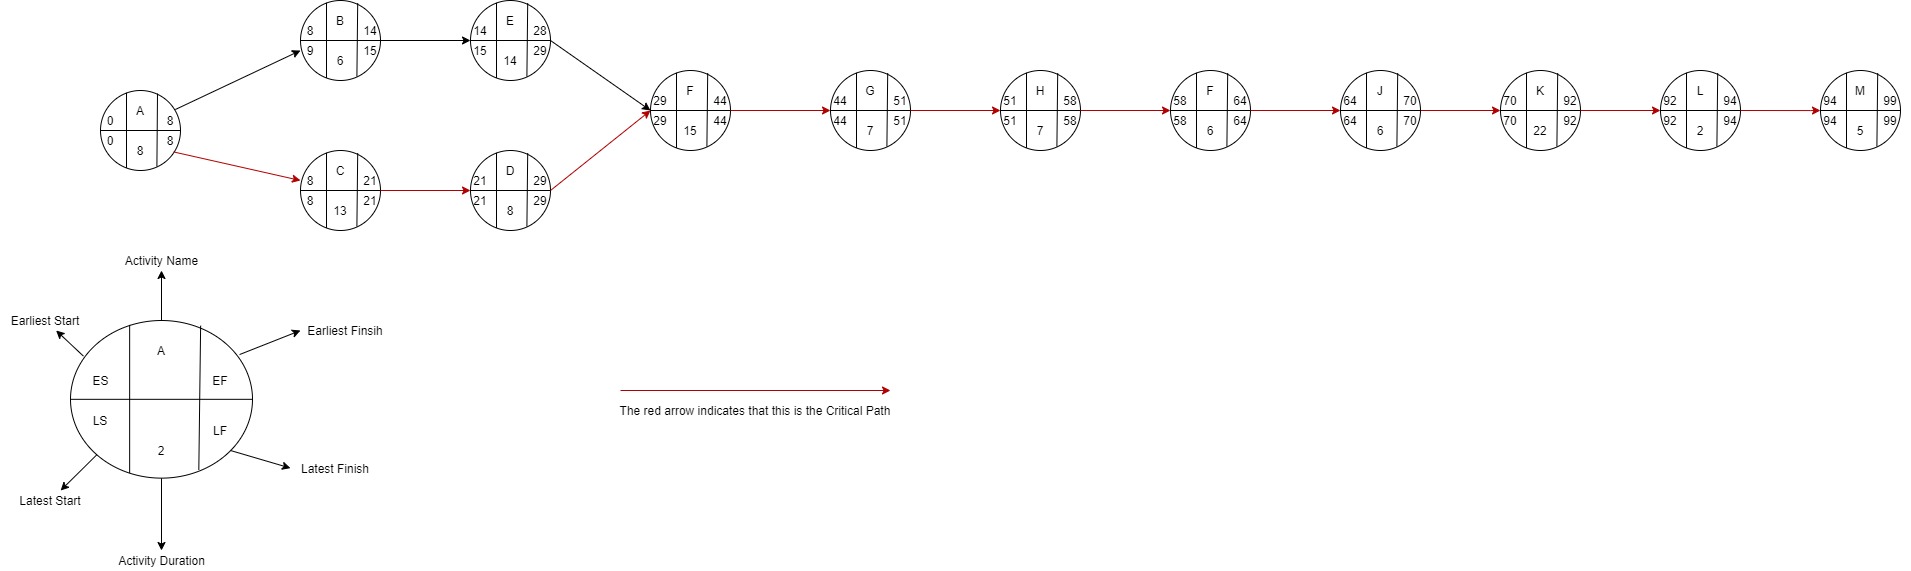 A
0 8
0 8
8
B
8 14
9 15
6
E
14 28
15 29
14
C
8 21
8 21
13
D
21 29
21 29
8
F
29 44
29 44
15
G
44 51
44 51
7
H
51 58
51 58
7
F
58 64
58 64
6
J
64 70
64 70
6
K
70 92
70 92
22
L
92 94
92 94
2
M
94 99
94 99
5
Activity Name
Earliest Start
Earliest Finsih
A
ES EF
LS LF
2
Latest Finish
Latest Start
Activity Duration
The red arrow indicates that this is the Critical Path